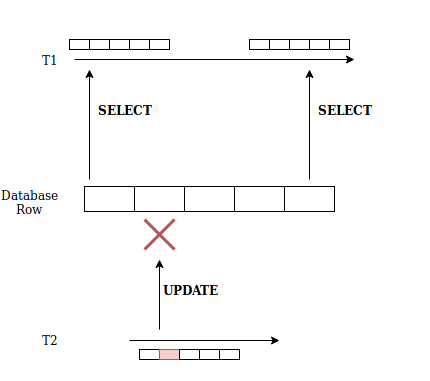 T1
SELECT
SELECT
Database
Row
UPDATE
T2